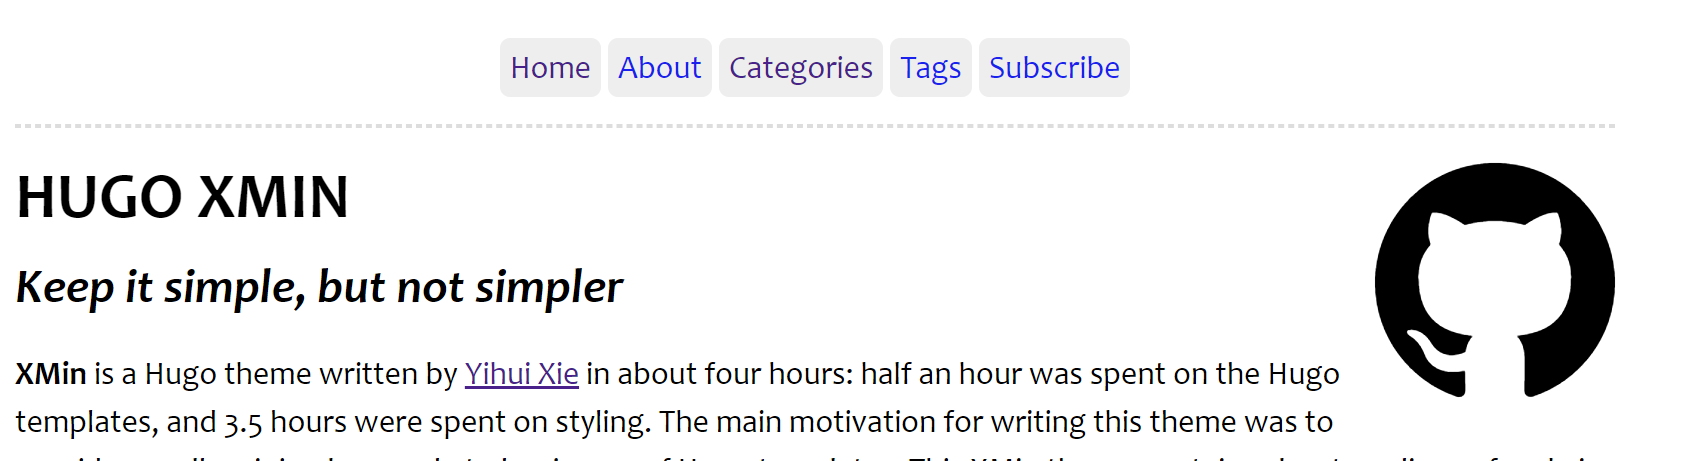 Home About Categories Tags Subscribe
HUGO XMIN
Keep it simple, but not simpler
XMin is a Hugo theme written by Yihui Xie in about four hours: half an hour was spent on the Hugo
templates, and 3.5 hours were spent on styling. The main motivation for writing this theme was to